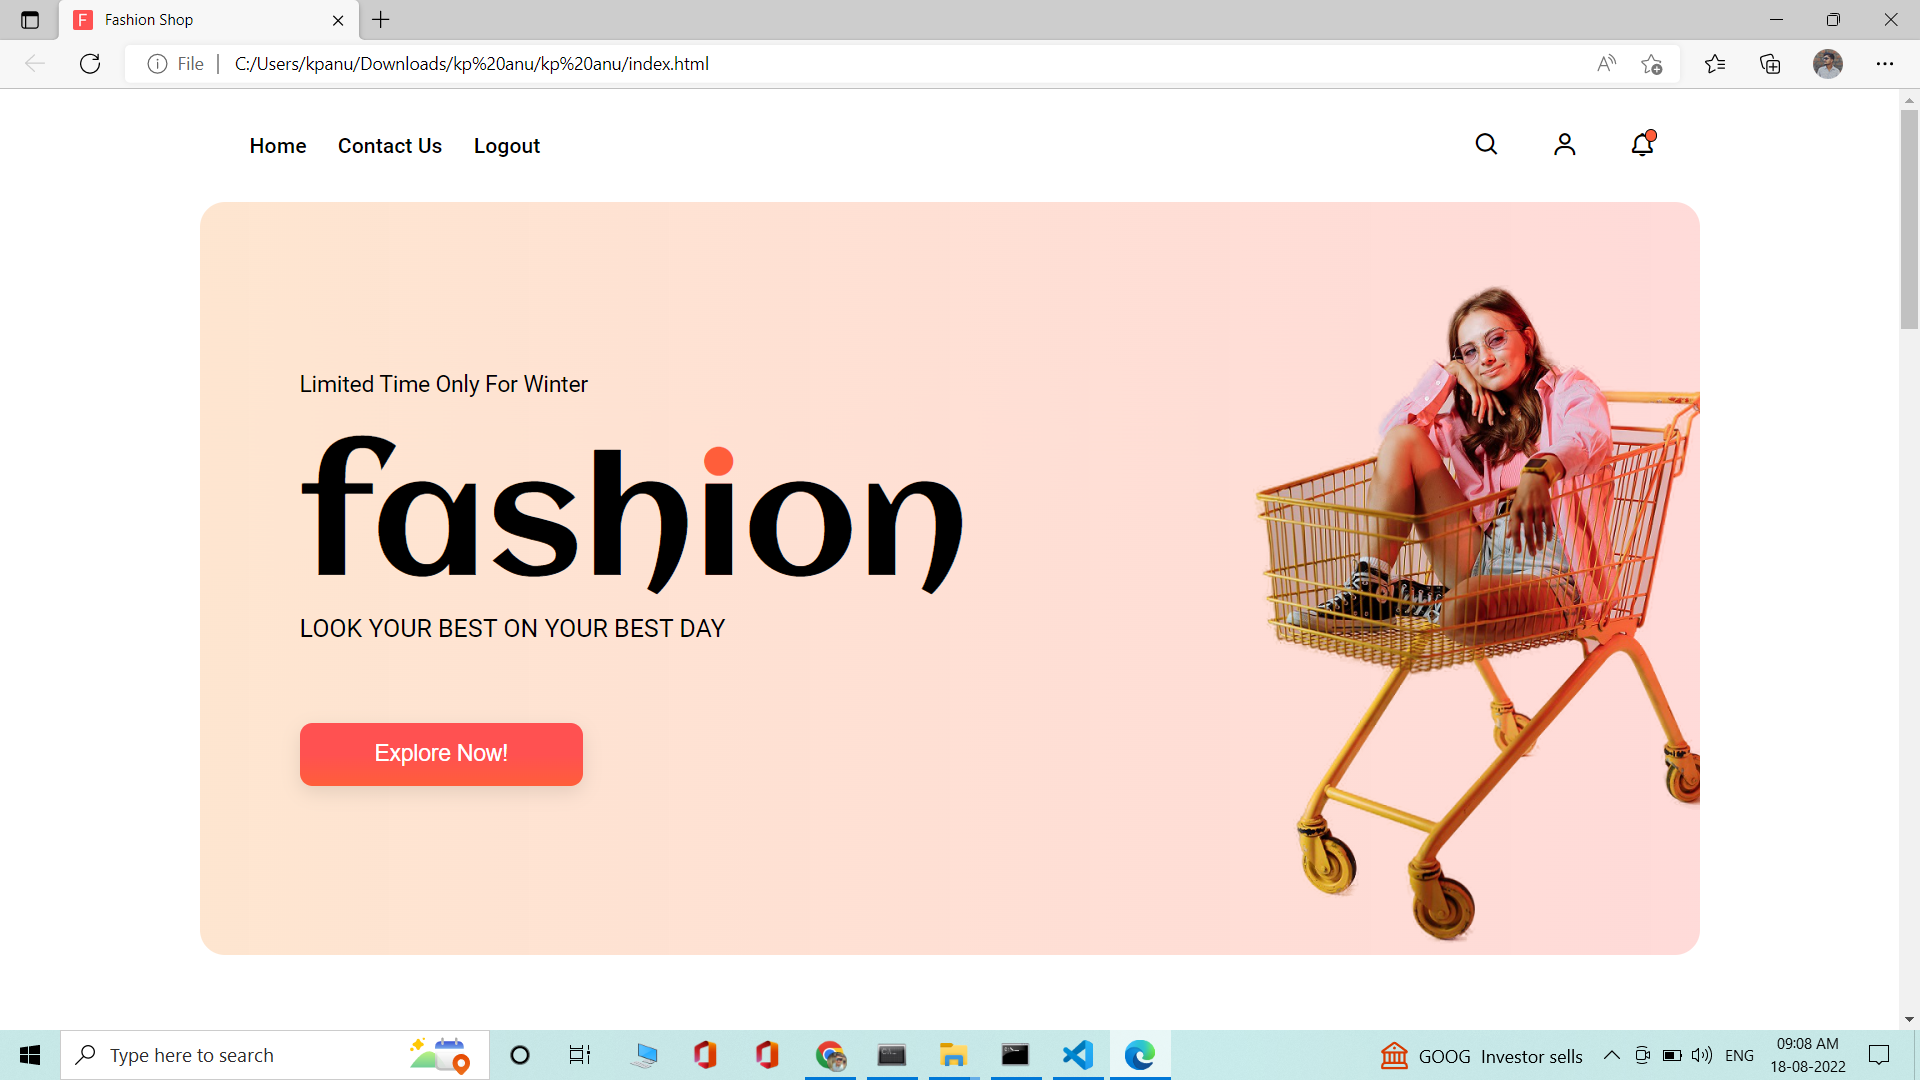 Fashion Shop
File
C:/Users/kpanu/Downloads/kp%20anu/kp%20anu/index.html
Home Contact Us Logout
Limited Time Only For Winter
fashion
LOOK YOUR BEST ON YOUR BEST DAY
Explore Now!
Type here to search
GOOG Investor sells
ENG
09:08 AM
18-08-2022